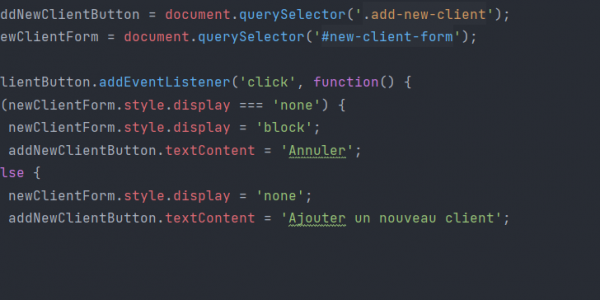 ddNewClientButton = document.querySelector('.add-new-client');
ewClientForm = document.querySelector('#new-client-form');
lientButton.addEventListener('click', function() {
(newClientForm.style.display === 'none') {
newClientForm.style.display = 'block';
addNewClientButton.textContent = 'Annuler';
lse {
newClientForm.style.display = 'none';
addNewClientButton.textContent = 'Ajouter un nouveau client';